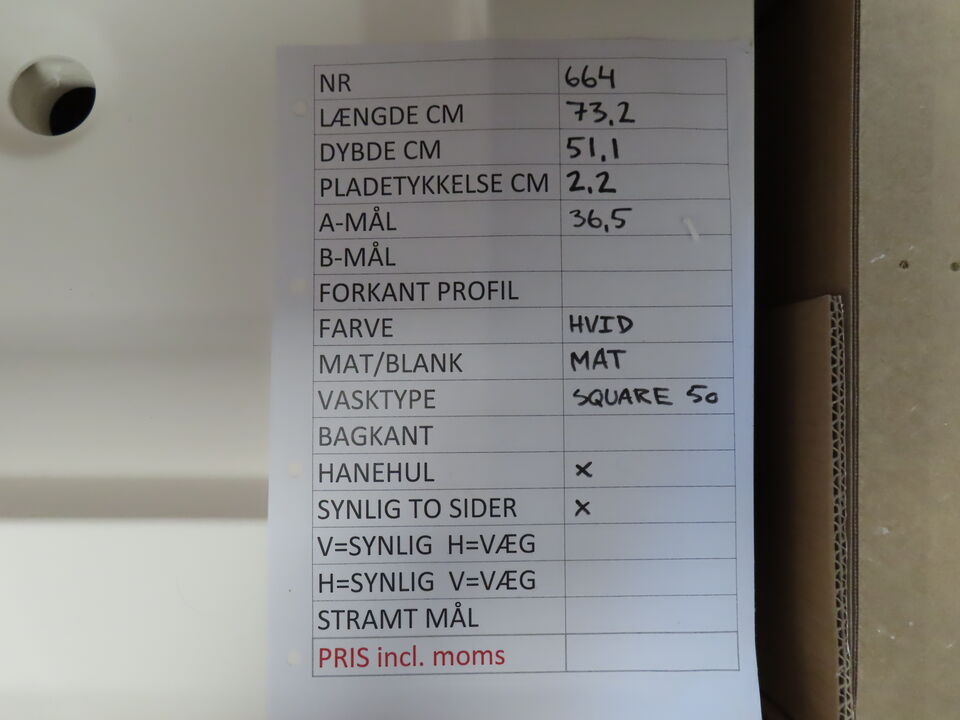 NR 664
LÆNGDE CM 73,2
DYBDE CM 51,1
PLADETYKKELSE CM 2,2
A-MÅL 36,5
B-MÅL
FORKANT PROFIL
FARVE HVID
MAT/BLANK MAT
VASKTYPE SQUARE 50
BAGKANT
HANEHUL X
SYNLIG TO SIDER X
V=SYNLIG H=VÆG
H=SYNLIG V=VÆG
STRAMT MÅL
PRIS incl. moms